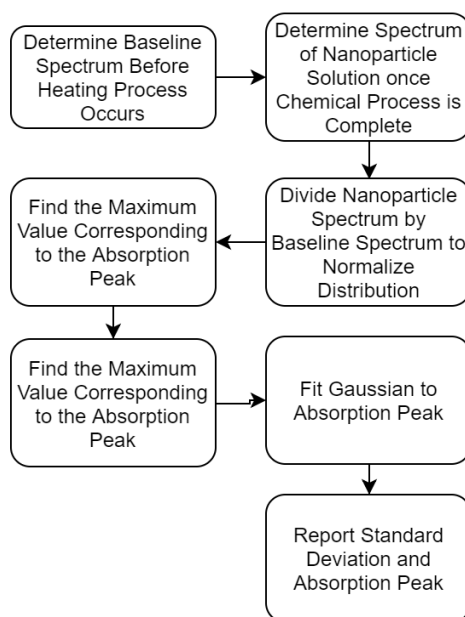 Determine Baseline
Spectrum Before
Heating Process
Occurs
Determine Spectrum
of Nanoparticle
Solution once
Chemical Process is
Complete
Divide Nanoparticle
Spectrum by
Baseline Spectrum to
Normalize
Distribution
Find the Maximum
Value Corresponding
to the Absorption
Peak
Find the Maximum
Value Corresponding
to the Absorption
Peak
Fit Gaussian to
Absorption Peak
Report Standard
Deviation and
Absorption Peak